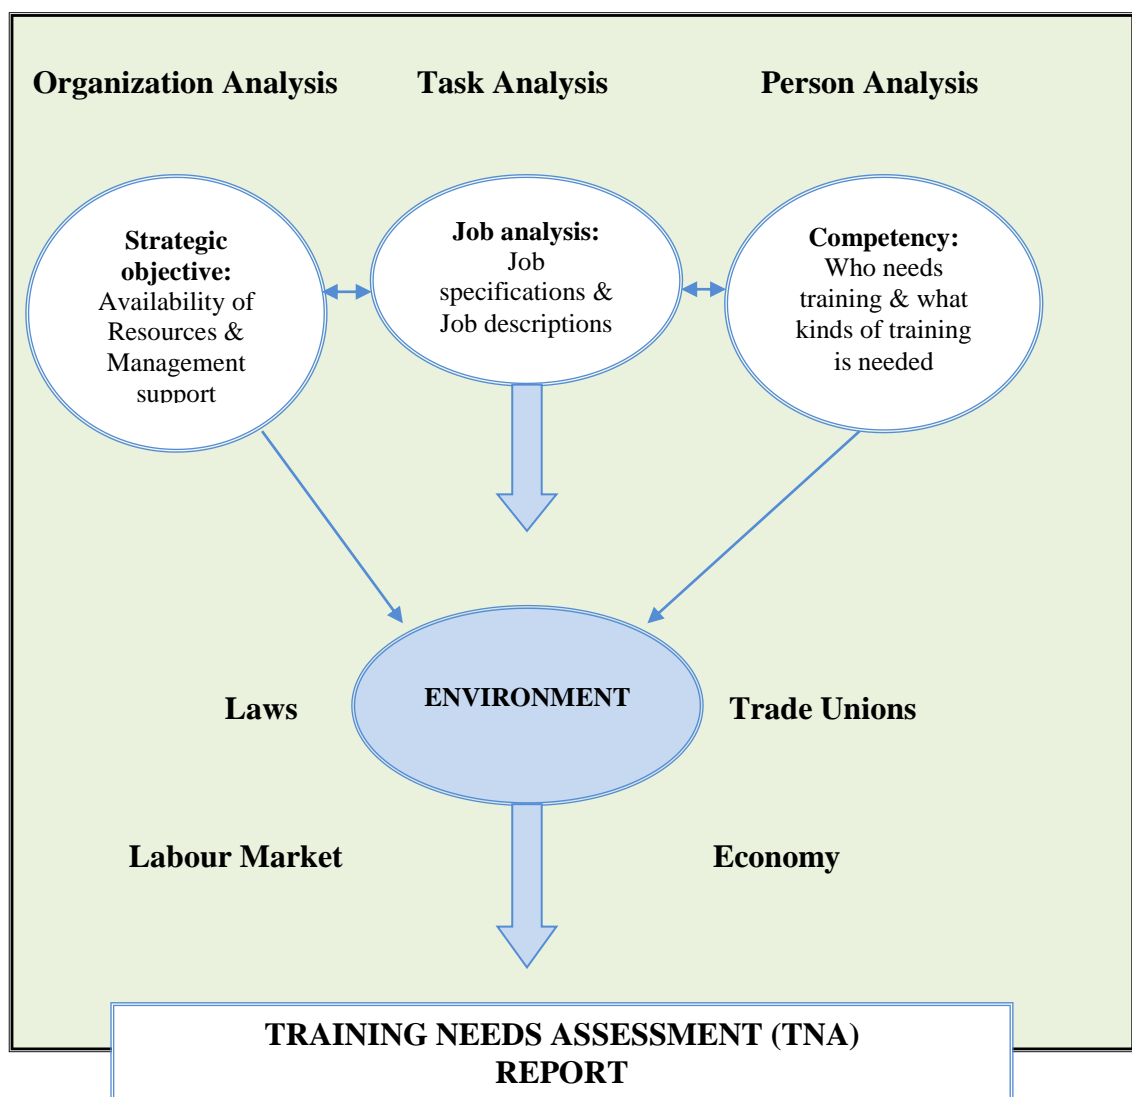 Organization Analysis
Task Analysis
Person Analysis
Strategic
objective:
Availability of
Resources &
Management
support
Job analysis:
Job
specifications &
Job descriptions
Competency:
Who needs
training & what
kinds of training
is needed
ENVIRONMENT
Laws
Trade Unions
Labour Market
Economy
TRAINING NEEDS ASSESSMENT (TNA)
REPORT